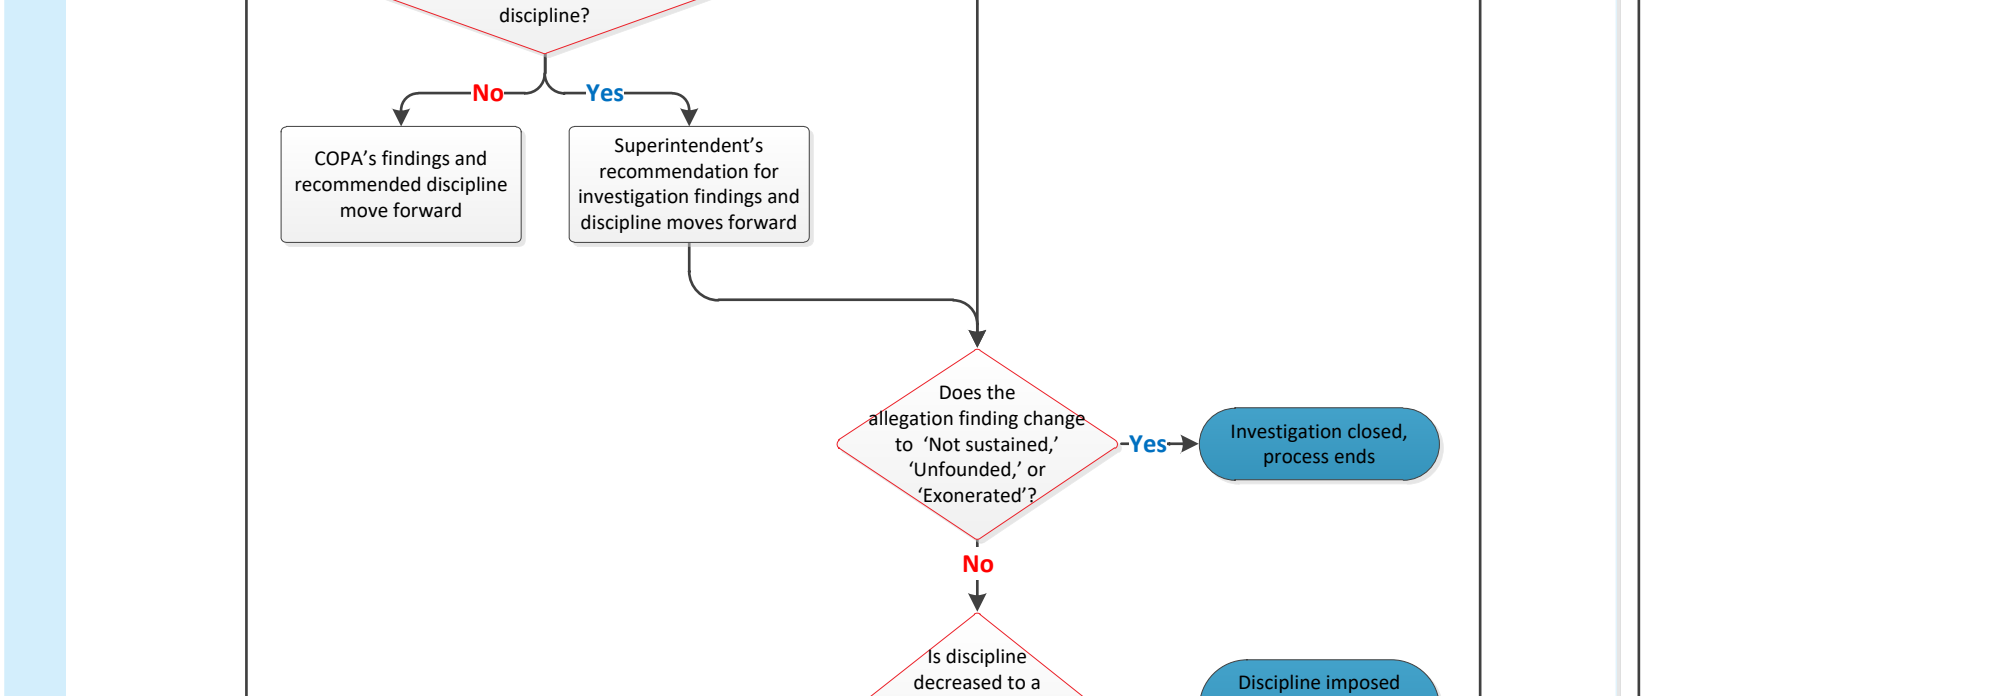 discipline?
No
Yes
COPA’s findings and
recommended discipline
move forward
Superintendent’s
recommendation for
investigation findings and
discipline moves forward
Does the
allegation finding change
to ‘Not sustained,’
‘Unfounded,’ or
‘Exonerated’?
Yes
Investigation closed,
process ends
No
Is discipline
decreased to a
Discipline imposed